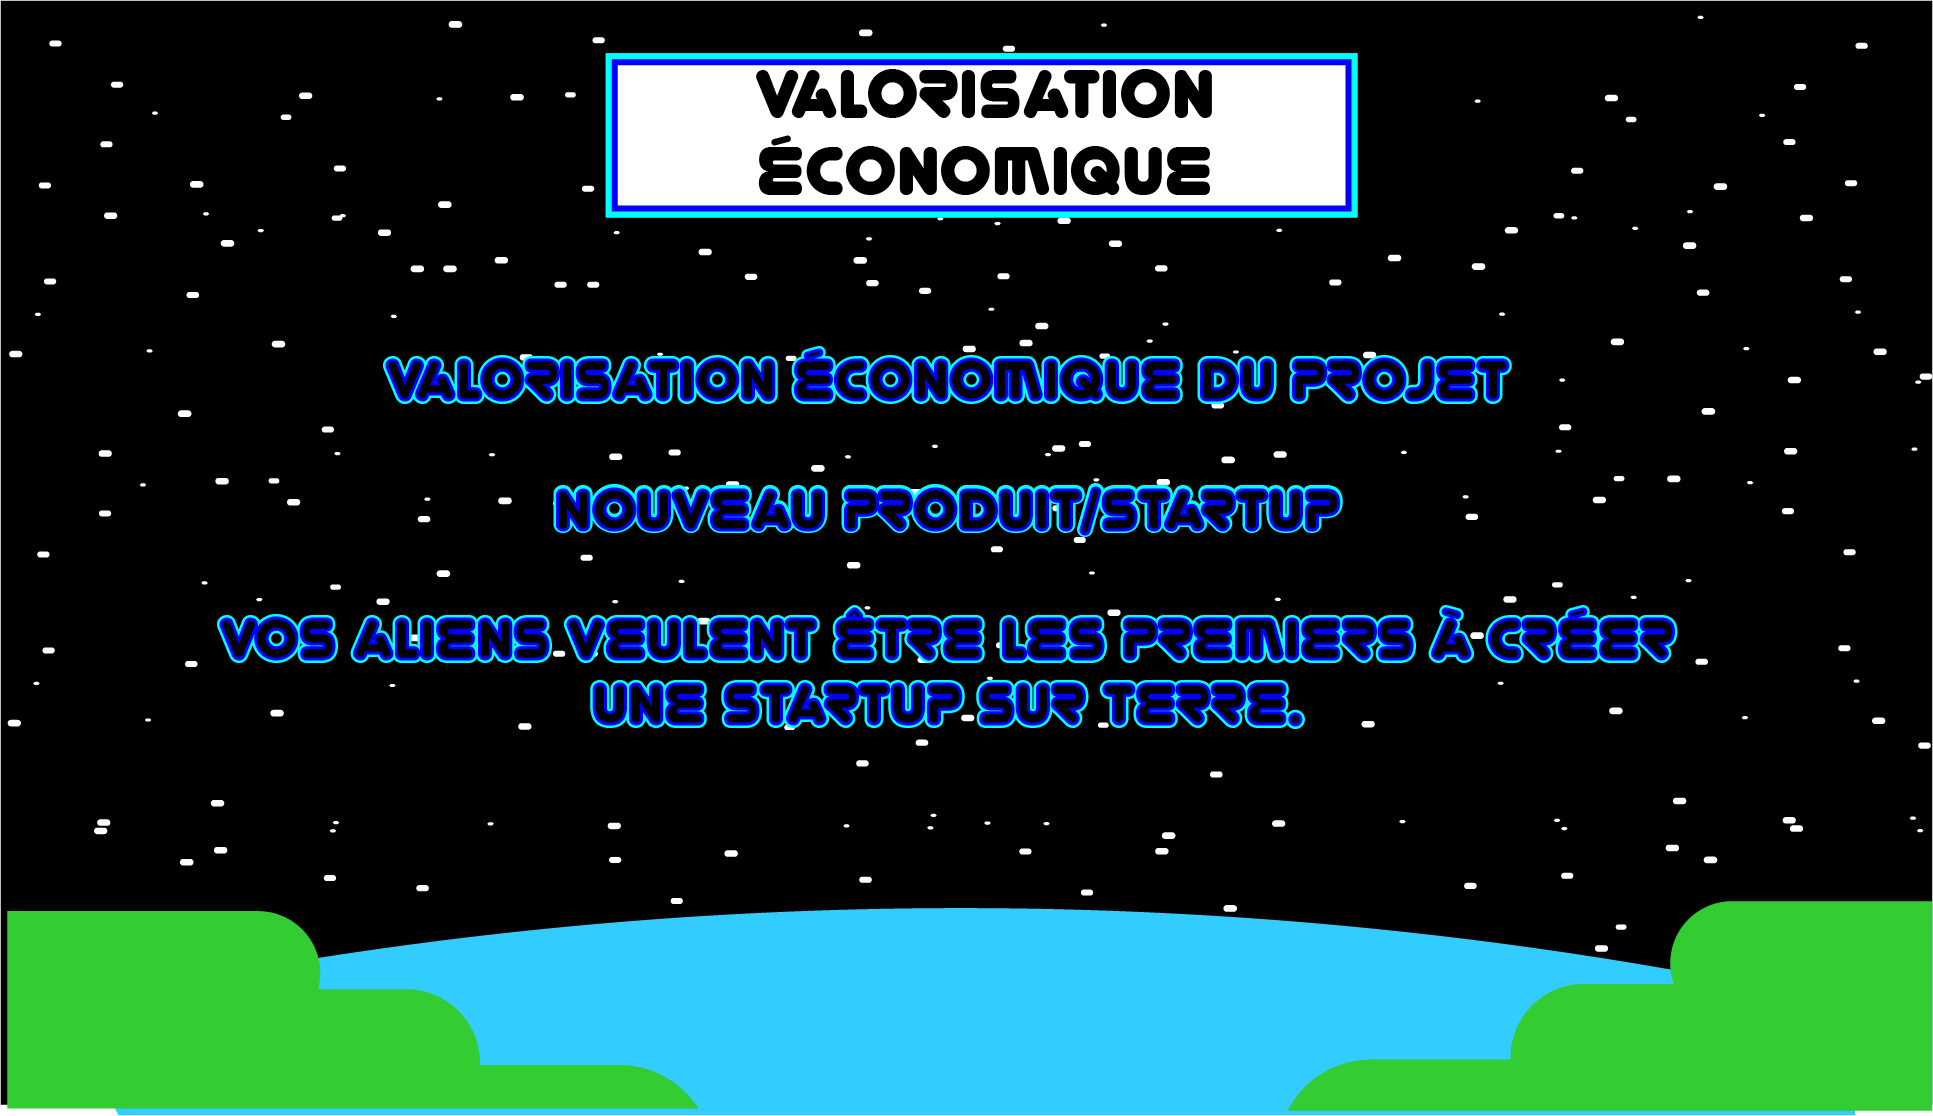 VALORISATION
ÉCONOMIQUE
VALORISATION ÉCONOMIQUE DU PROJET
NOUVEAU PRODUIT/STARTUP
VOS ALIENS VEULENT ÊTRE LES PREMIERS À CRÉER
UNE STARTUP SUR TERRE.